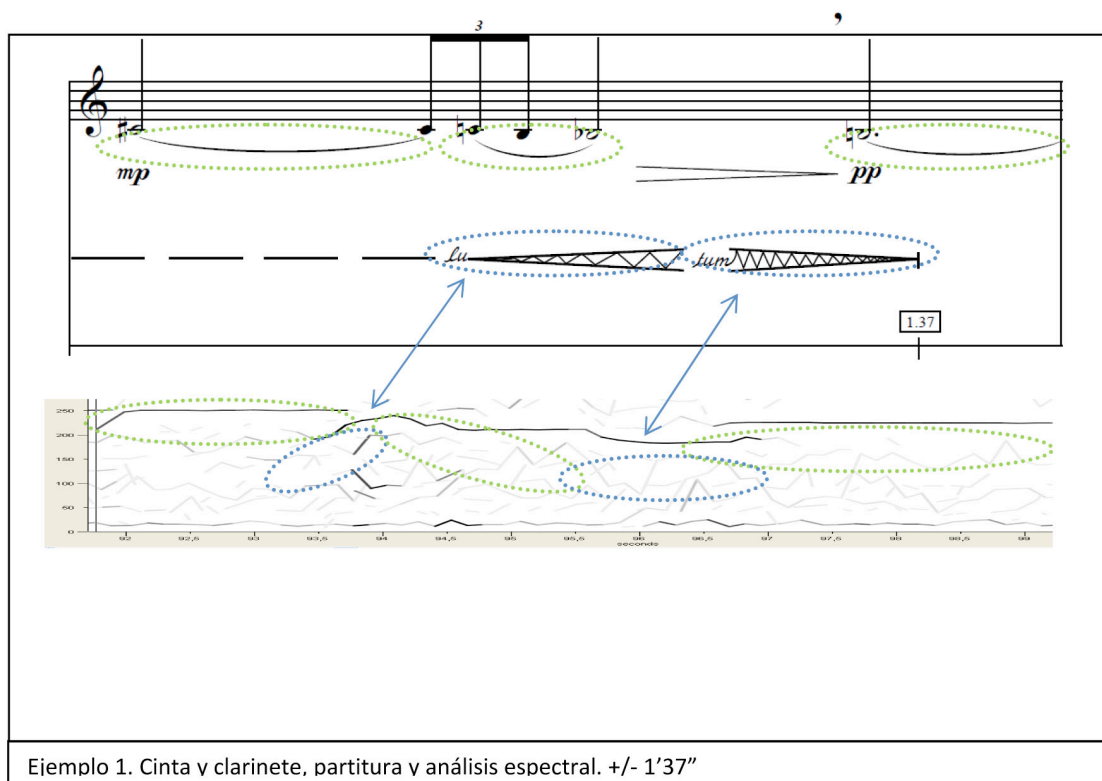 3
mp
pp
lu
tum
1.37
250
200
150
100
50
0
92 92,5 93 93,5 94 94,5 95 95,5 96 96,5 97 97,5 98 98,5 99
seconds
Ejemplo 1. Cinta y clarinete, partitura y análisis espectral. +/- 1’37”